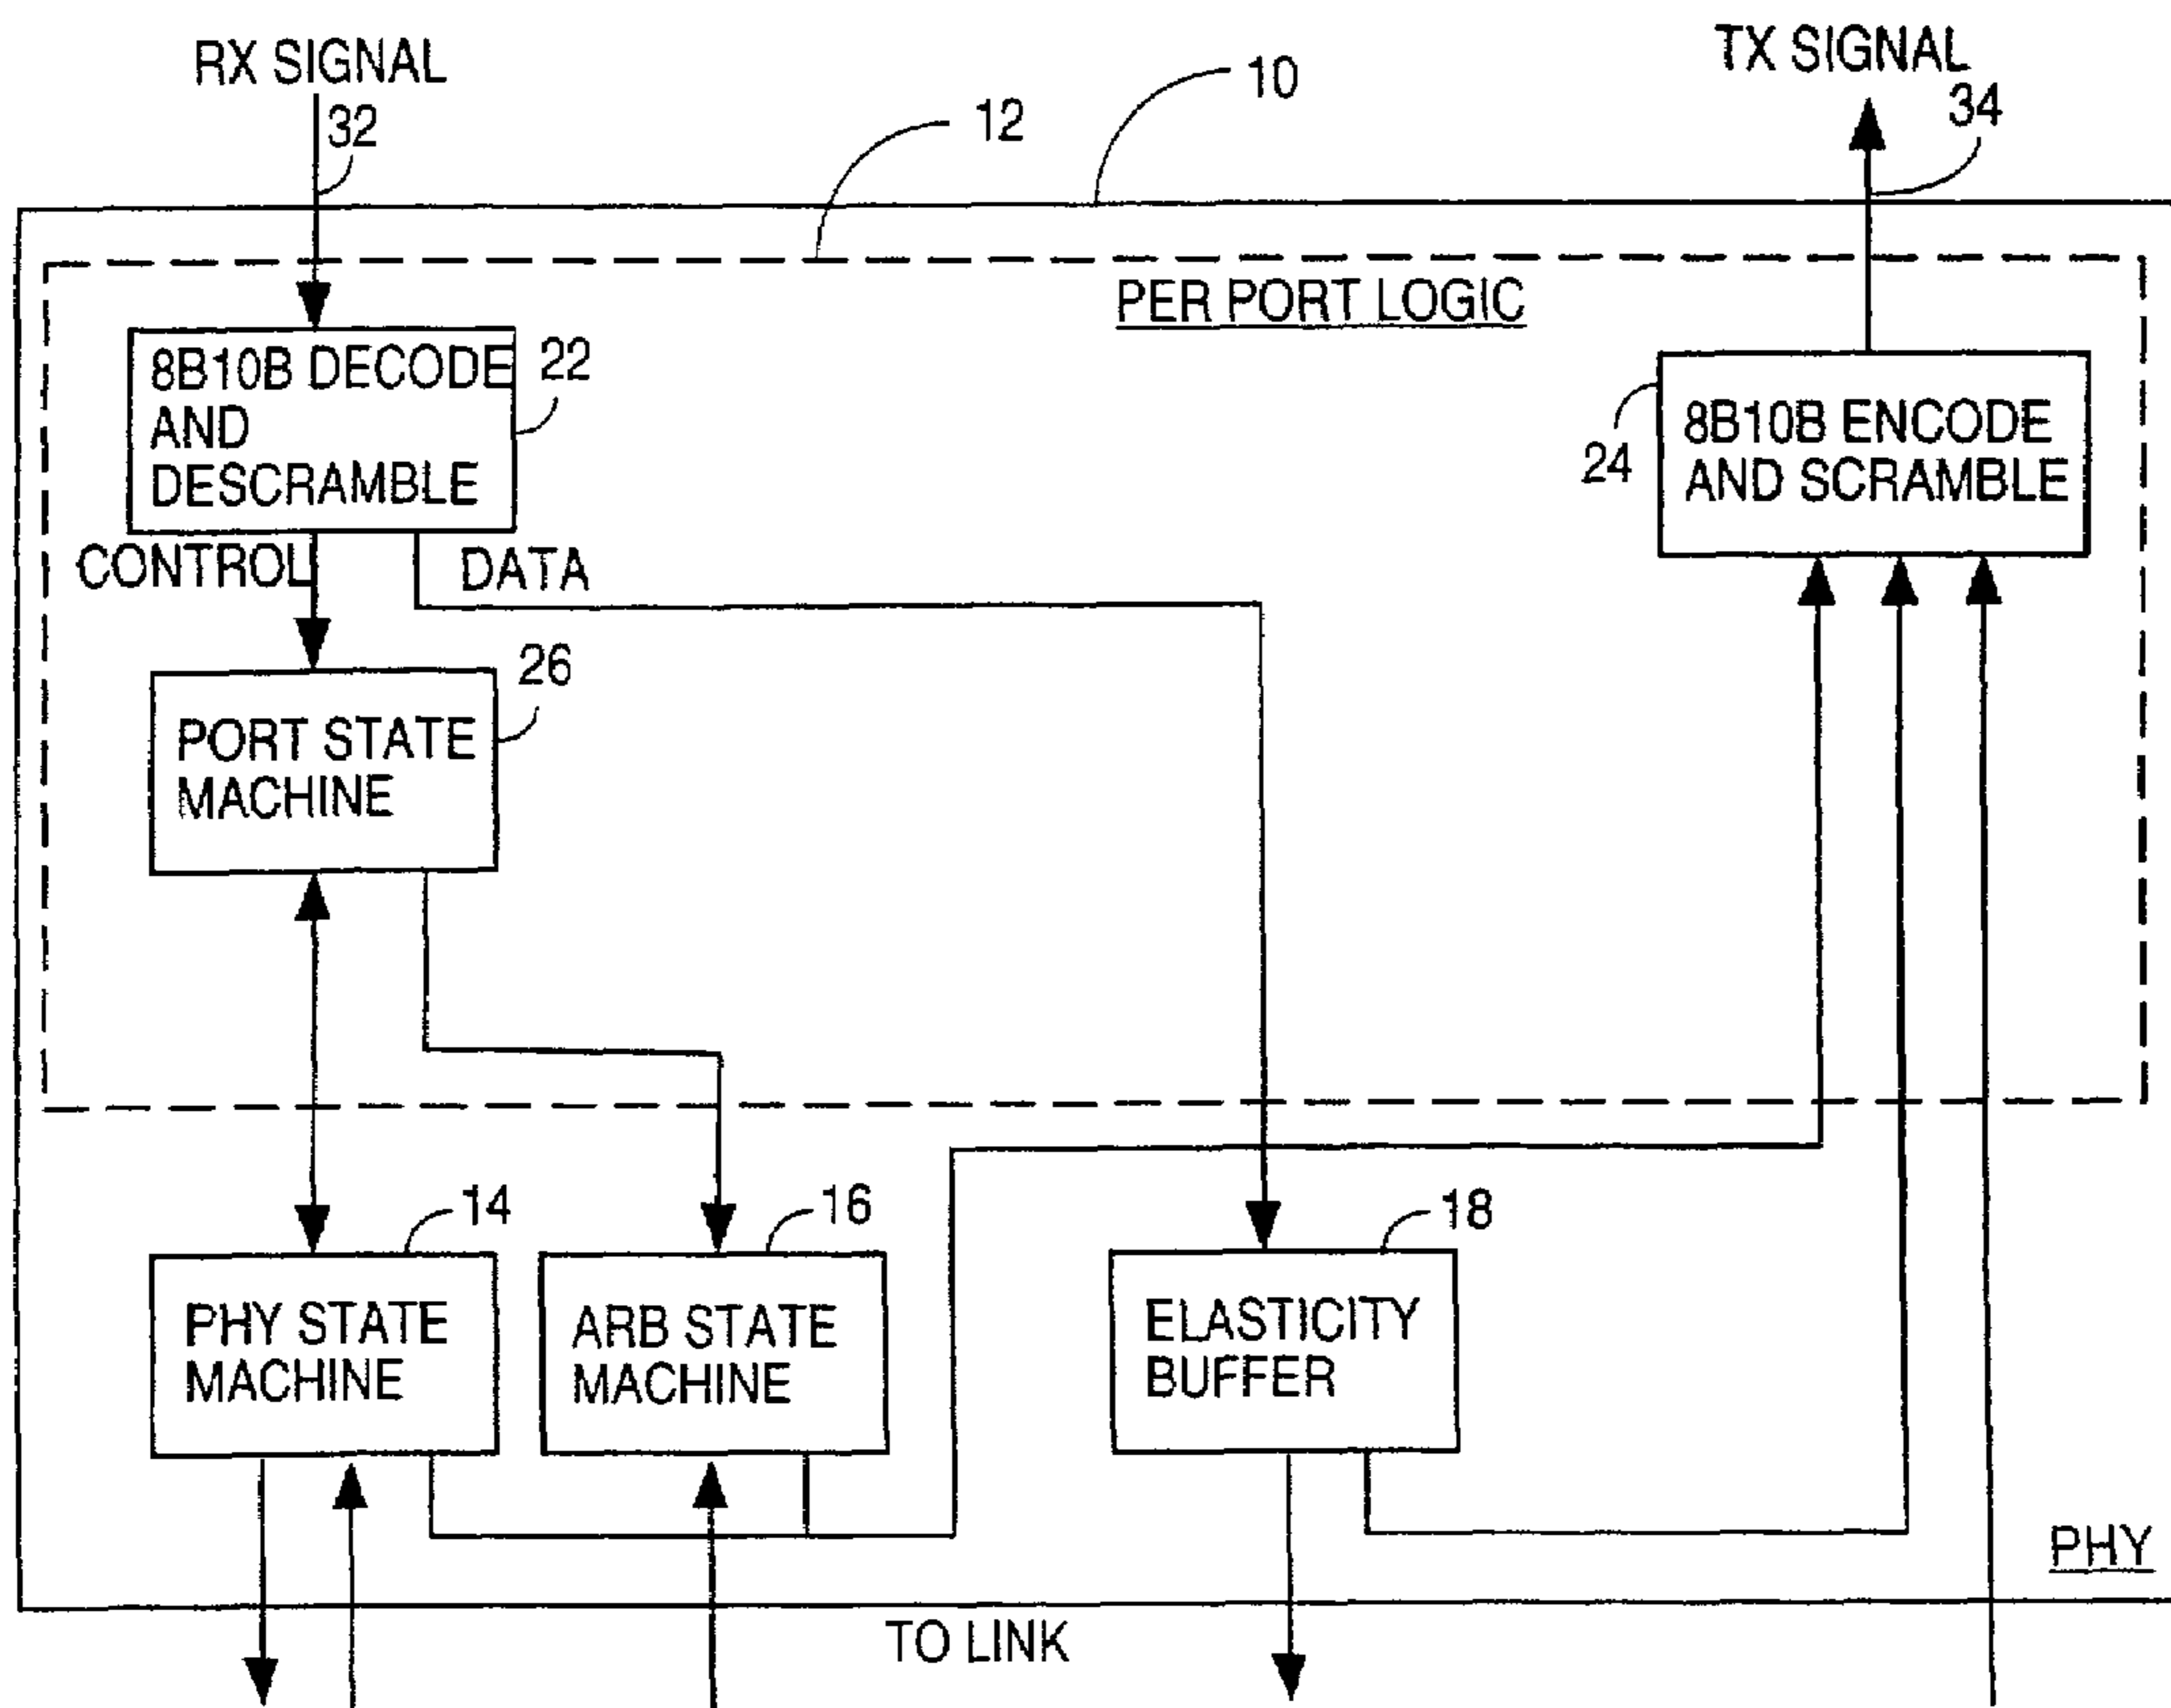 RX SIGNAL
TX SIGNAL
32
12
10
34
PER PORT LOGIC
8B10B DECODE
AND
DESCRAMBLE
22
24
8B10B ENCODE
AND SCRAMBLE
CONTROL
DATA
26
PORT STATE
MACHINE
14
16
18
PHY STATE
MACHINE
ARB STATE
MACHINE
ELASTICITY
BUFFER
PHY
TO LINK